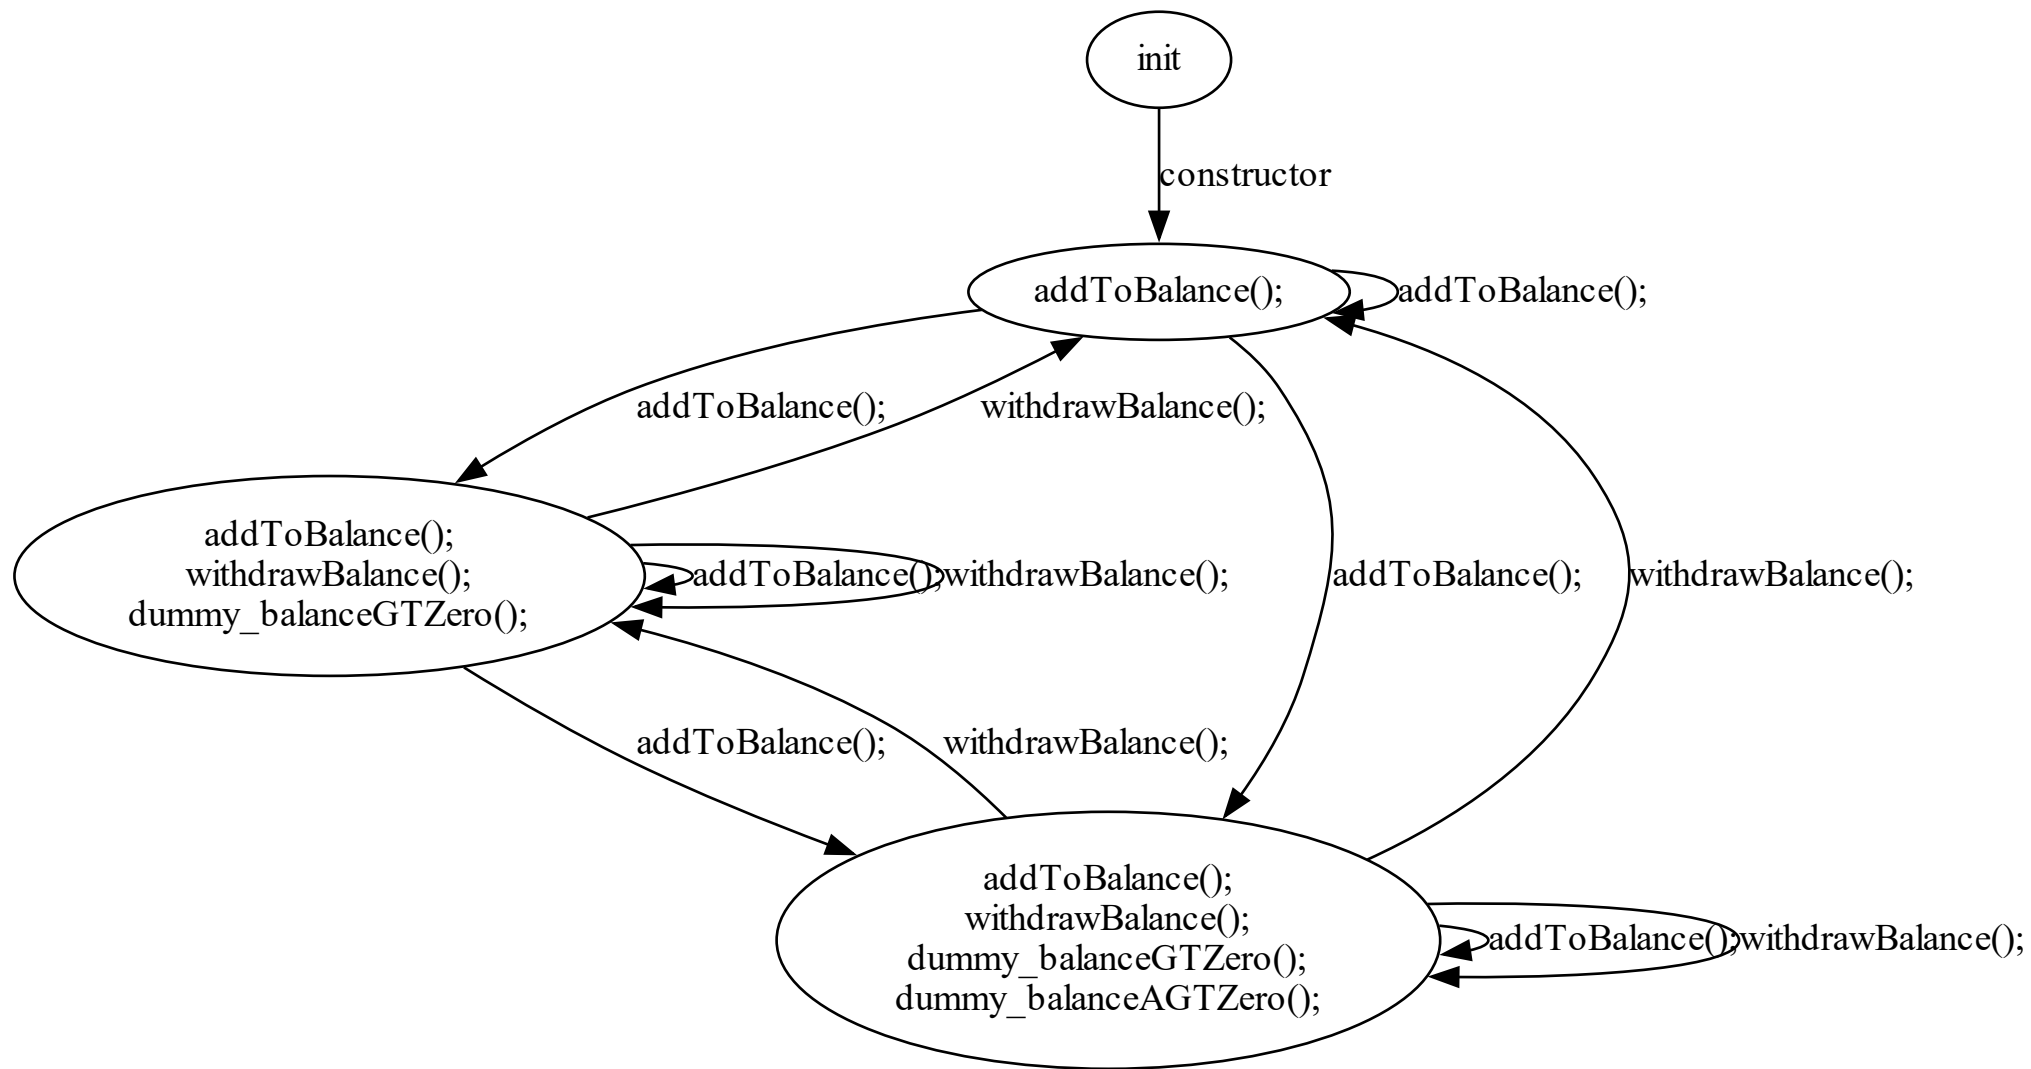 init
constructor
addToBalance();
addToBalance();
addToBalance();
withdrawBalance();
addToBalance();
withdrawBalance();
dummy_balanceGTZero();
addToBalance();
withdrawBalance();
addToBalance();
withdrawBalance();
addToBalance();
withdrawBalance();
addToBalance();
withdrawBalance();
dummy_balanceGTZero();
dummy_balanceAGTZero();
addToBalance();
withdrawBalance();